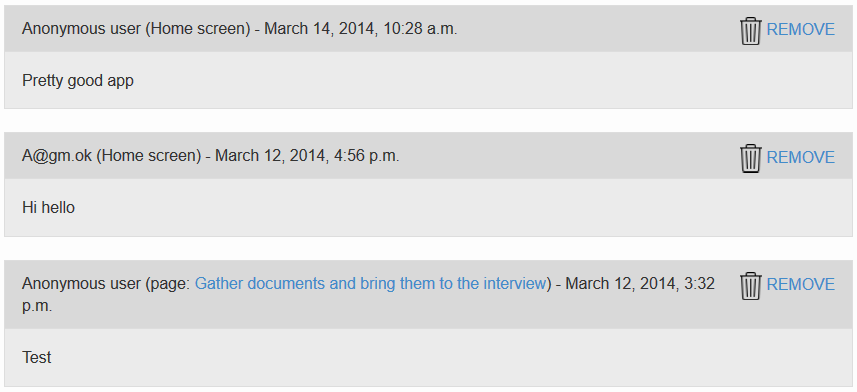 Anonymous user (Home screen) - March 14, 2014, 10:28 a.m. REMOVE
Pretty good app
A@gm.ok (Home screen) - March 12, 2014, 4:56 p.m. REMOVE
Hi hello
Anonymous user (page: Gather documents and bring them to the interview) - March 12, 2014, 3:32 REMOVE
p.m.
Test